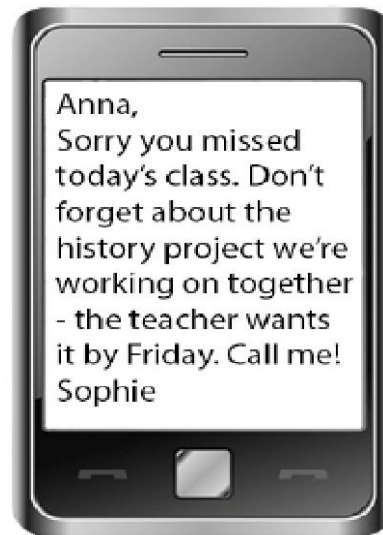 Anna,
Sorry you missed
today's class. Don't
forget about the
history project we're
working on together
- the teacher wants
it by Friday. Call me!
Sophie